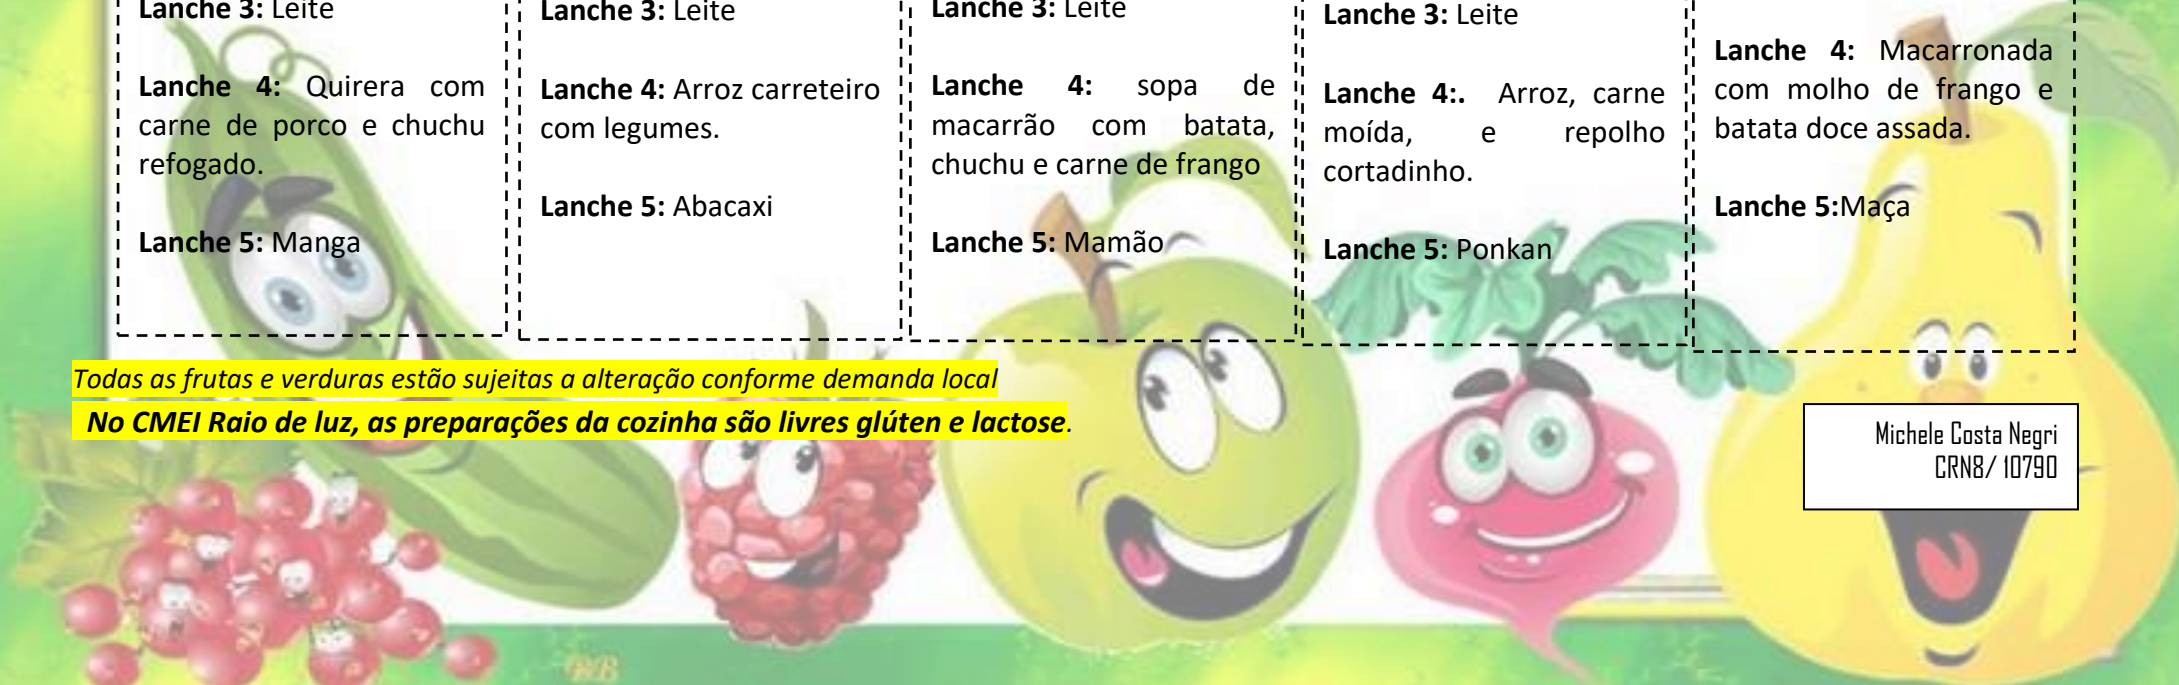 Lanche 3: Leite
Lanche 4: Quirera com
carne de porco e chuchu
refogado.
Lanche 5: Manga
Lanche 3: Leite
Lanche 4: Arroz carreteiro
com legumes.
Lanche 5: Abacaxi
Lanche 3: Leite
Lanche 4: sopa de
macarrão com batata,
chuchu e carne de frango
Lanche 5: Mamão
Lanche 3: Leite
Lanche 4:. Arroz, carne
moída, e repolho
cortadinho.
Lanche 5: Ponkan
Lanche 4: Macarronada
com molho de frango e
batata doce assada.
Lanche 5:Maça
Todas as frutas e verduras estão sujeitas a alteração conforme demanda local
No CMEI Raio de luz, as preparações da cozinha são livres glúten e lactose.
Michele Costa Negri
CRN8/ 10790